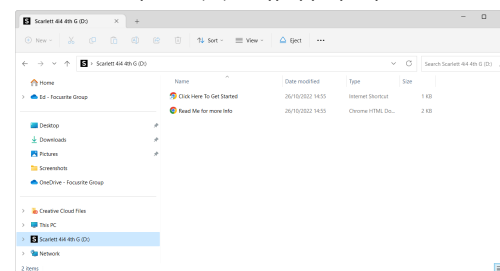 Scarlett 4i4 4th G (D:)
New
Sort
View
Eject
Scarlett 4i4 4th G (D:)
Search Scarlett 4i4 4th G (D:)
Home
Ed - Focusrite Group
Desktop
Downloads
Pictures
Screenshots
OneDrive - Focusrite Group
Creative Cloud Files
This PC
Scarlett 4i4 4th G (D:)
Network
Name Date modified Type Size
Click Here To Get Started 26/10/2022 14:55 Internet Shortcut 1 KB
Read Me for more Info 26/10/2022 14:55 Chrome HTML Do... 2 KB
2 items